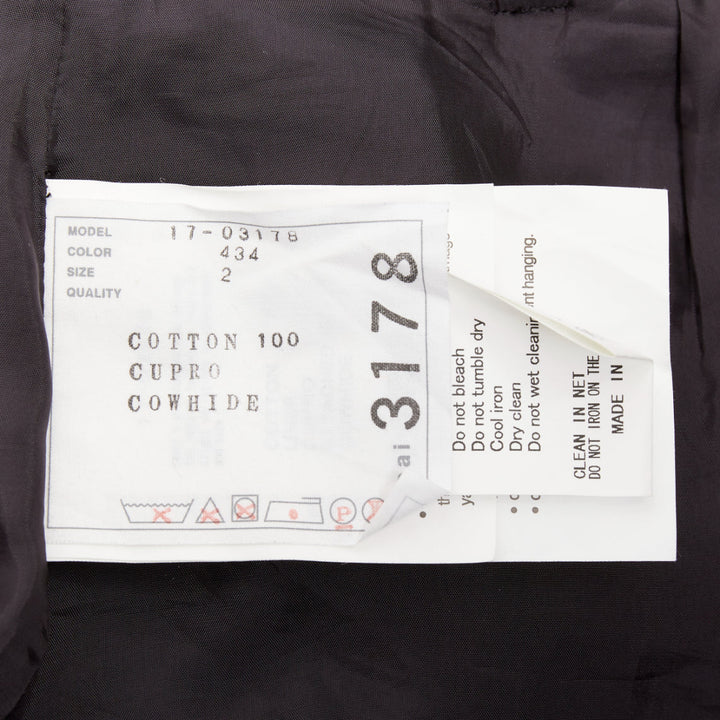 MODEL 17-03178
COLOR 434
SIZE 2
QUALITY
COTTON 100
CUPRO
COWHIDE
3178
ai
P
Do not bleach
Do not tumble dry
Cool iron
Dry clean
Do not wet cleaning
nt hanging.
CLEAN IN NET
DO NOT IRON ON THE
MADE IN